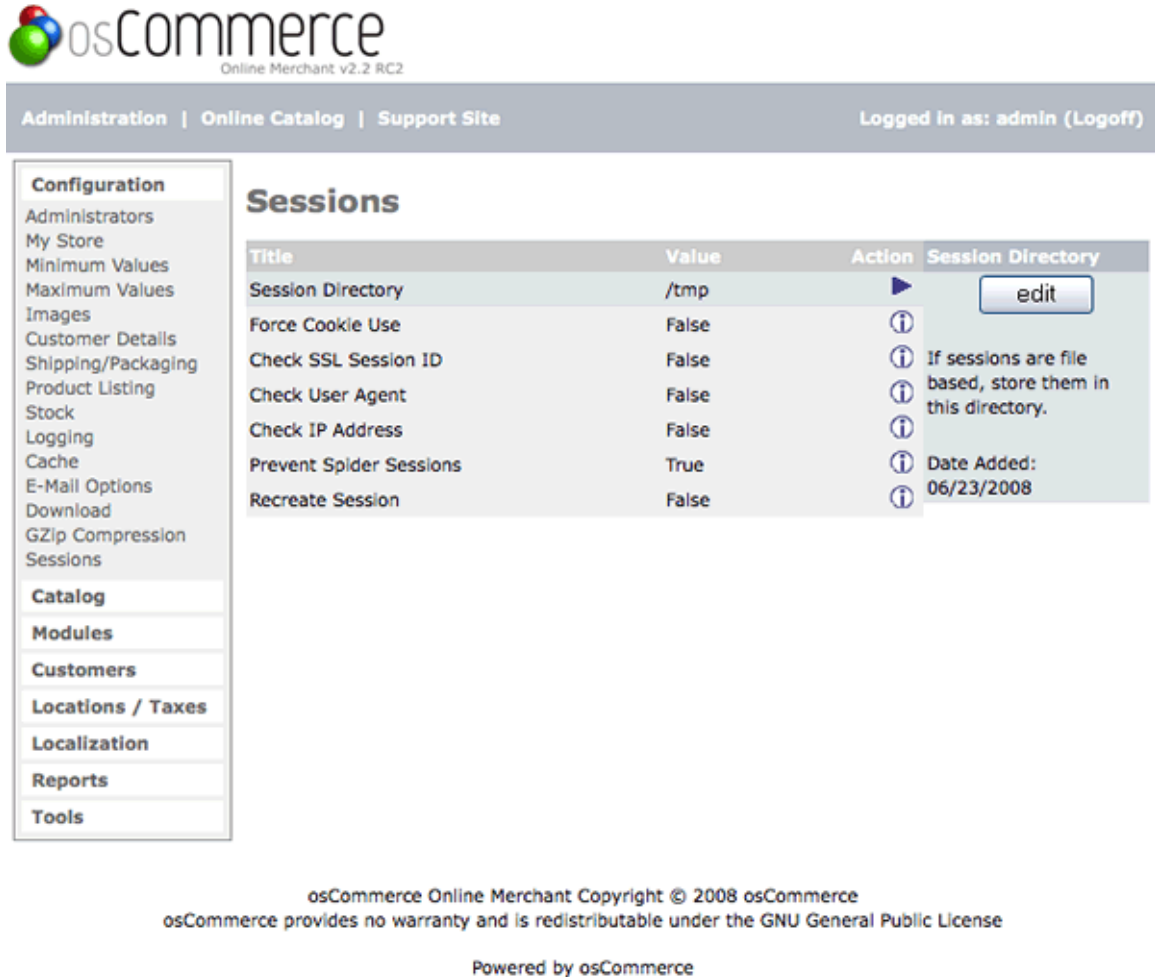 osCommerce
Online Merchant v2.2 RC2
Administration | Online Catalog | Support Site Logged in as: admin (Logoff)
Configuration
Administrators
My Store
Minimum Values
Maximum Values
Images
Customer Details
Shipping/Packaging
Product Listing
Stock
Logging
Cache
E-Mail Options
Download
GZip Compression
Sessions
Catalog
Modules
Customers
Locations / Taxes
Localization
Reports
Tools
Sessions
Title Value Action
Session Directory /tmp
Force Cookie Use False
Check SSL Session ID False
Check User Agent False
Check IP Address False
Prevent Spider Sessions True
Recreate Session False
Session Directory
edit
If sessions are file
based, store them in
this directory.
Date Added:
06/23/2008
osCommerce Online Merchant Copyright © 2008 osCommerce
osCommerce provides no warranty and is redistributable under the GNU General Public License
Powered by osCommerce